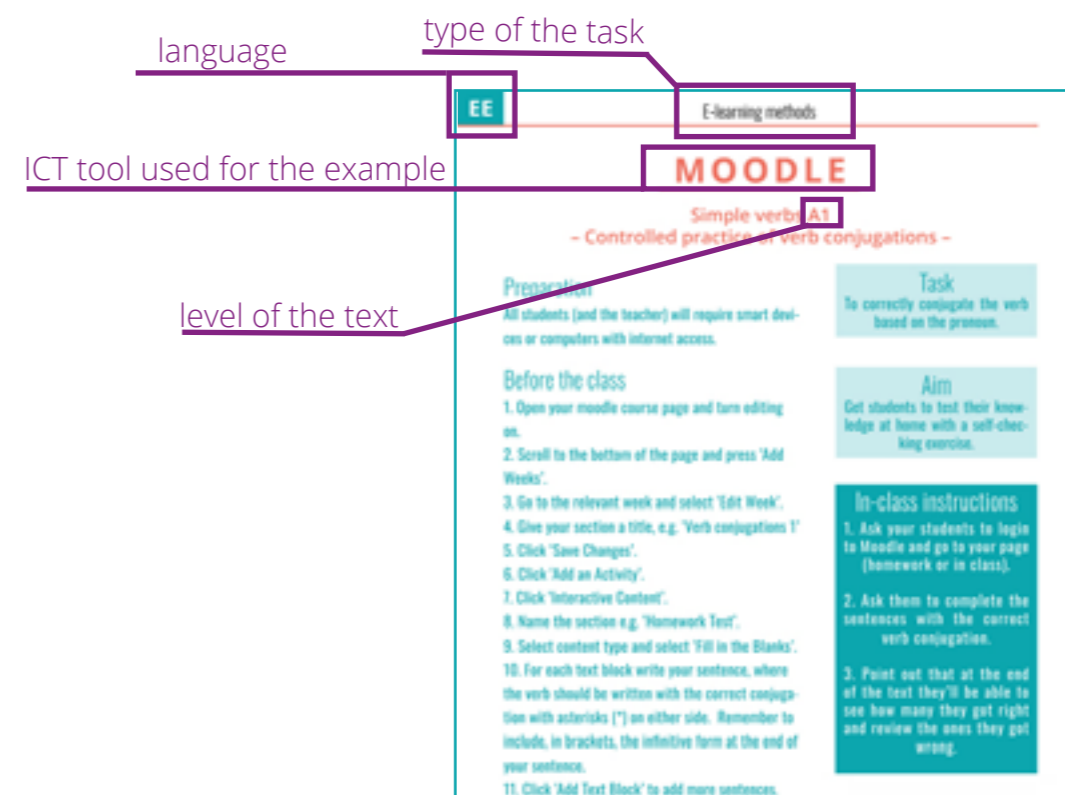 type of the task
language
EE
E-learning methods
ICT tool used for the example
MOODLE
Simple verbs A1
– Controlled practice of verb conjugations –
level of the text
Preparation
All students (and the teacher) will require smart devi-
ces or computers with internet access.
Before the class
1. Open your moodle course page and turn editing
on.
2. Scroll to the bottom of the page and press 'Add
Weeks'.
3. Go to the relevant week and select 'Edit Week'.
4. Give your section a title, e.g. 'Verb conjugations 1'
5. Click 'Save Changes'.
6. Click 'Add an Activity'.
7. Click 'Interactive Content'.
8. Name the section e.g. 'Homework Test'.
9. Select content type and select 'Fill in the Blanks'.
10. For each text block write your sentence, where
the verb should be written with the correct conjuga-
tion with asterisks (*) on either side. Remember to
include, in brackets, the infinitive form at the end of
your sentence.
11. Click 'Add Text Block' to add more sentences.
Task
To correctly conjugate the verb
based on the pronoun.
Aim
Get students to test their know-
ledge at home with a self-chec-
king exercise.
In-class instructions
1. Ask your students to login
to Moodle and go to your page
(homework or in class).
2. Ask them to complete the
sentences with the correct
verb conjugation.
3. Point out that at the end
of the text they'll be able to
see how many they got right
and review the ones they got
wrong.